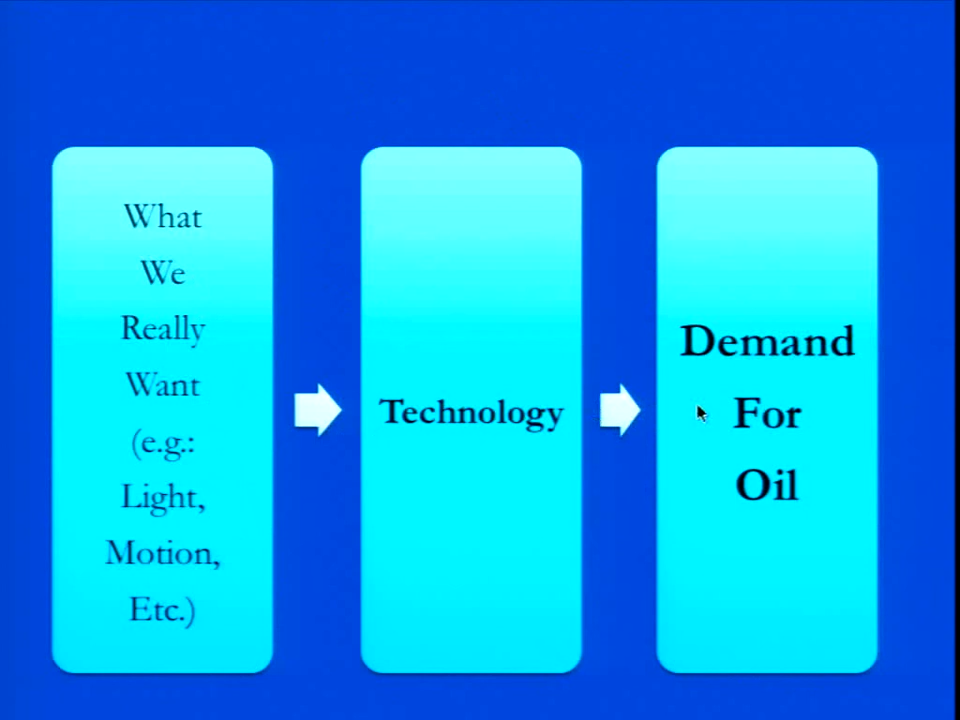 What
We
Really
Want
(e.g.:
Light,
Motion,
Etc.)
Technology
Demand
For
Oil